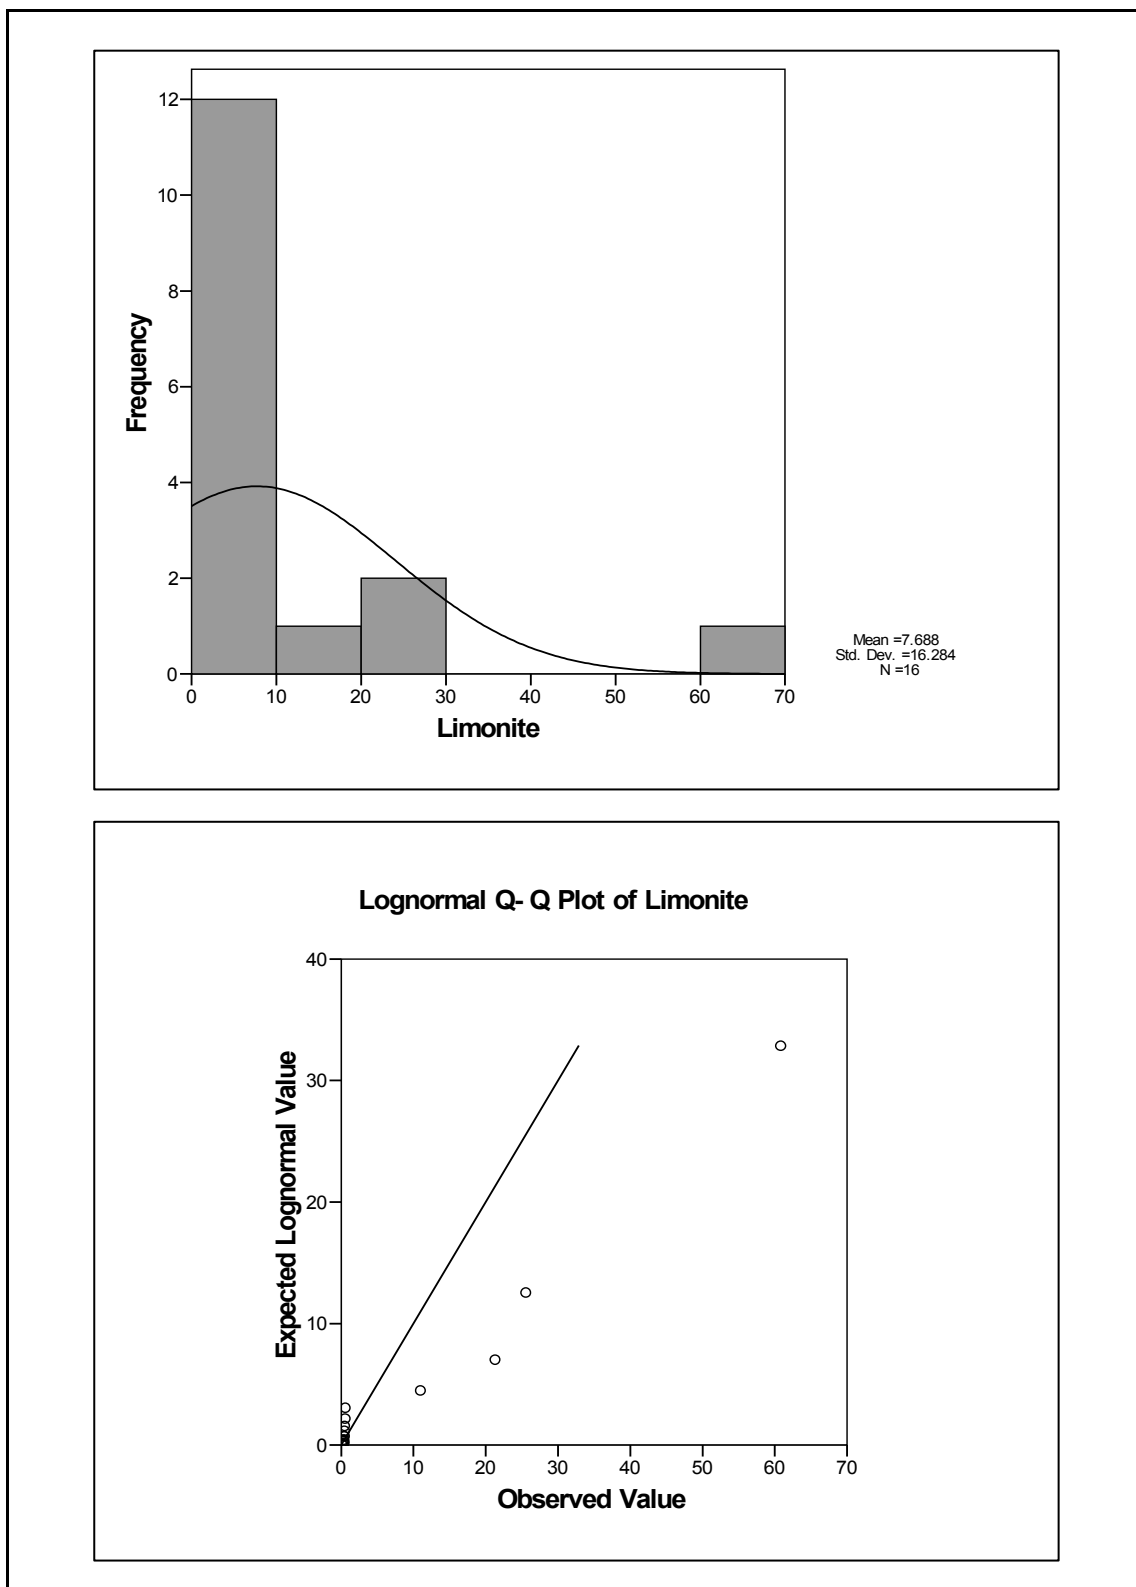 12
10
8
6
4
2
0
Frequency
0 10 20 30 40 50 60 70
Limonite
Mean =7.688
Std. Dev. =16.284
N =16
Lognormal Q- Q Plot of Limonite
40
30
20
10
0
Expected Lognormal Value
0 10 20 30 40 50 60 70
Observed Value